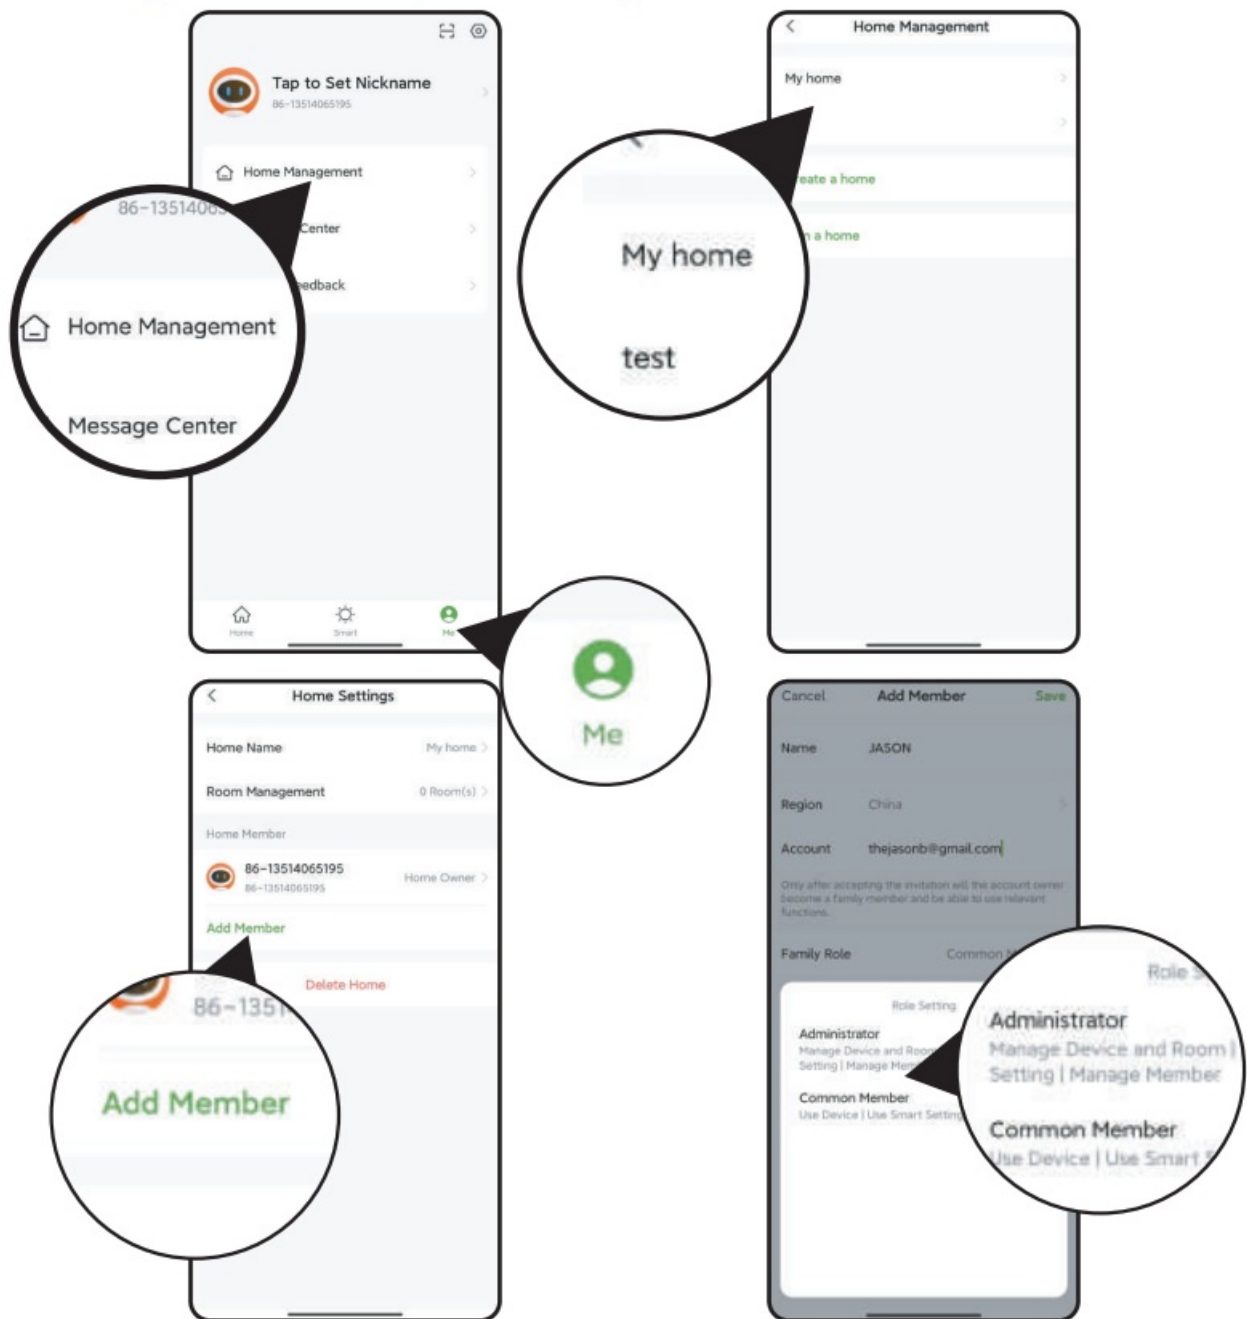 Tap to Set Nickname
86-13514065195
Home Management
Center
eedback
86-1351406
Home Management
Message Center
Home
Smart
Me
Me
Home Management
My home
reate a home
a home
My home
test
Home Settings
Home Name My home
Room Management 0 Room(s)
Home Member
86-13514065195
86-13514065195
Home Owner
Add Member
Delete Home
86-1351
Add Member
Cancel Add Member Save
Name JASON
Region China
Account thejasonb@gmail.com
Only after accepting the invitation will the account owner
become a family member and be able to use relevant
functions.
Family Role Common M
Role Setting
Administrator
Manage Device and Room
Setting | Manage Mem
Common Member
Use Device | Use Smart Setting
Role S
Administrator
Manage Device and Room |
Setting | Manage Member
Common Member
Use Device | Use Smart S